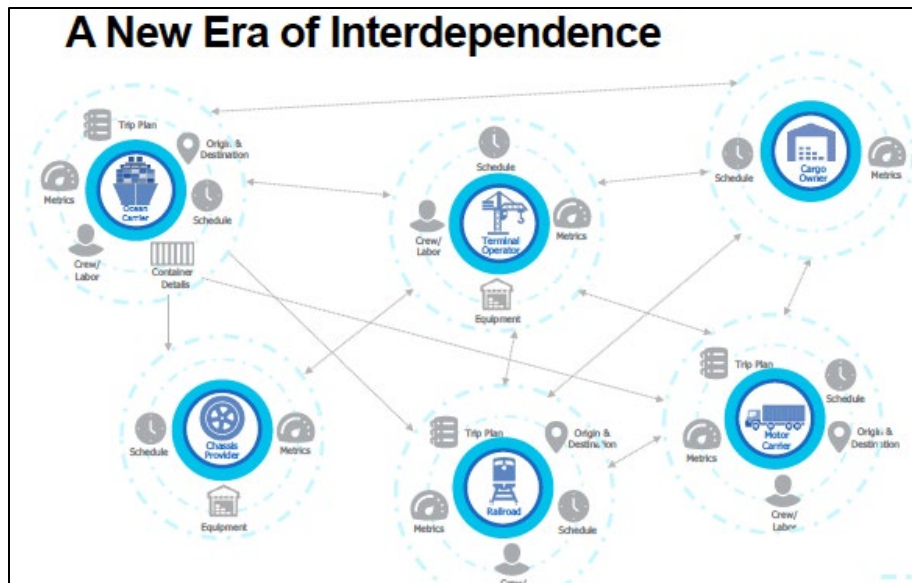 A New Era of Interdependence
Trip Plan
Origin &
Destination
Metrics
Ocean
Carrier
Schedule
Crew/
Labor
Container
Details
Schedule
Crew/
Labor
Terminal
Operator
Metrics
Equipment
Schedule
Cargo
Owner
Metrics
Schedule
Chassis
Provider
Metrics
Equipment
Trip Plan
Origin &
Destination
Metrics
Railroad
Schedule
Crew/
Trip Plan
Schedule
Metrics
Motor
Carrier
Origin &
Destination
Crew/
Labor